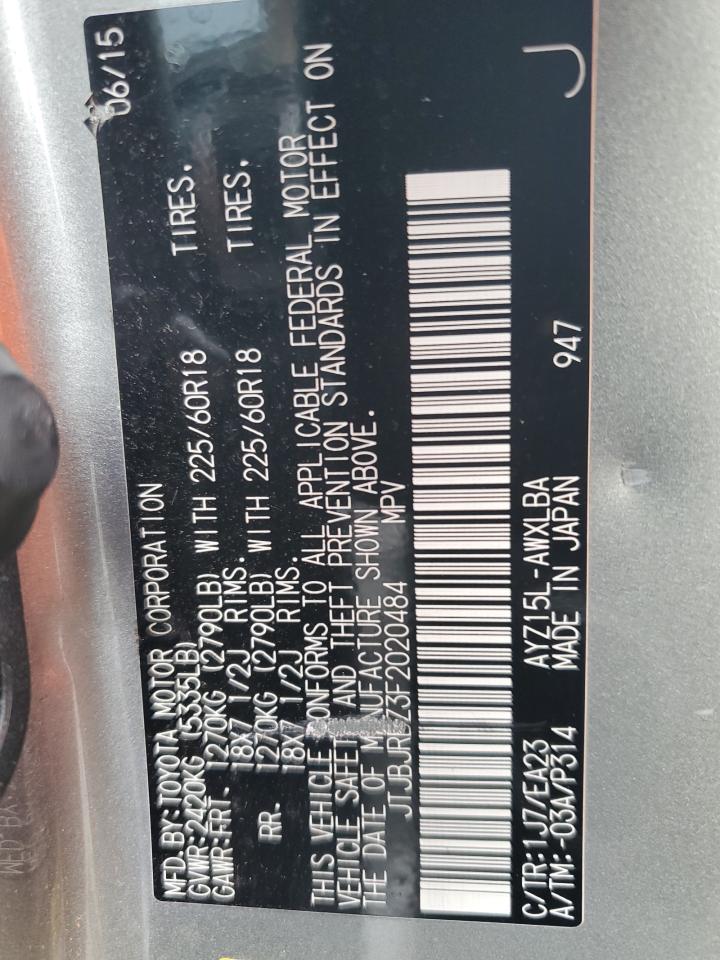 MFD.BY:TOYOTA MOTOR CORPORATION 06/15
GVWR:2420KG (5335LB)
GAWR:FRT. 1270KG (2790LB) WITH 225/60R18 TIRES.
18X7 1/2J RIMS.
RR. 1270KG (2790LB) WITH 225/60R18 TIRES.
18X7 1/2J RIMS.
THIS VEHICLE CONFORMS TO ALL APPLICABLE FEDERAL MOTOR
VEHICLE SAFETY AND THEFT PREVENTION STANDARDS IN EFFECT ON
THE DATE OF MANUFACTURE SHOWN ABOVE.
MPV
C/TR:1J7/EA23 AYZ15L-AWXLBA 947
A/TM:-03A/P314 MADE IN JAPAN
J